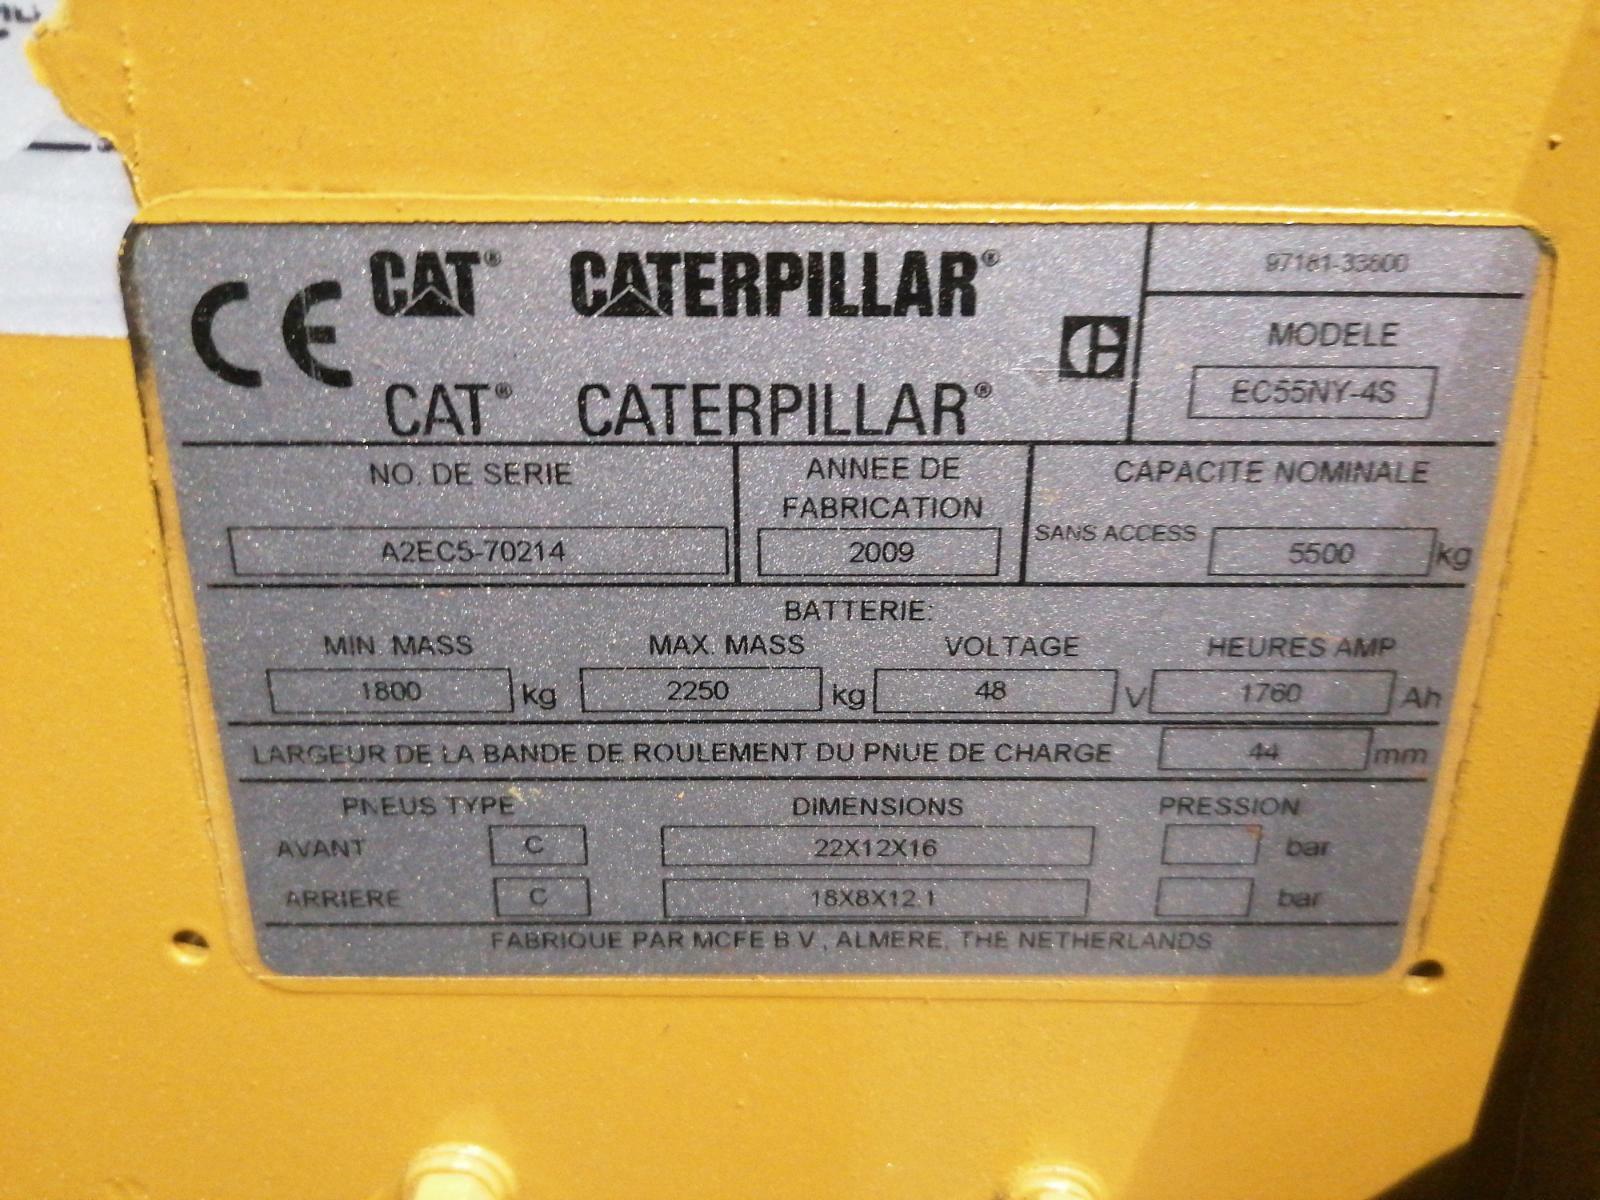 CE CAT® CATERPILLAR®
CAT® CATERPILLAR®
97181-33600
MODELE
EC55NY-4S
NO. DE SERIE
A2EC5-70214
ANNEE DE
FABRICATION
2009
CAPACITE NOMINALE
SANS ACCESS 5500 kg
BATTERIE:
MIN. MASS MAX. MASS VOLTAGE HEURES AMP
1800 kg 2250 kg 48 V 1760 Ah
LARGEUR DE LA BANDE DE ROULEMENT DU PNUE DE CHARGE 44 mm
PNEUS TYPE DIMENSIONS PRESSION
AVANT C 22X12X16 bar
ARRIERE C 18X8X12.1 bar
FABRIQUE PAR MCFE B.V., ALMERE, THE NETHERLANDS